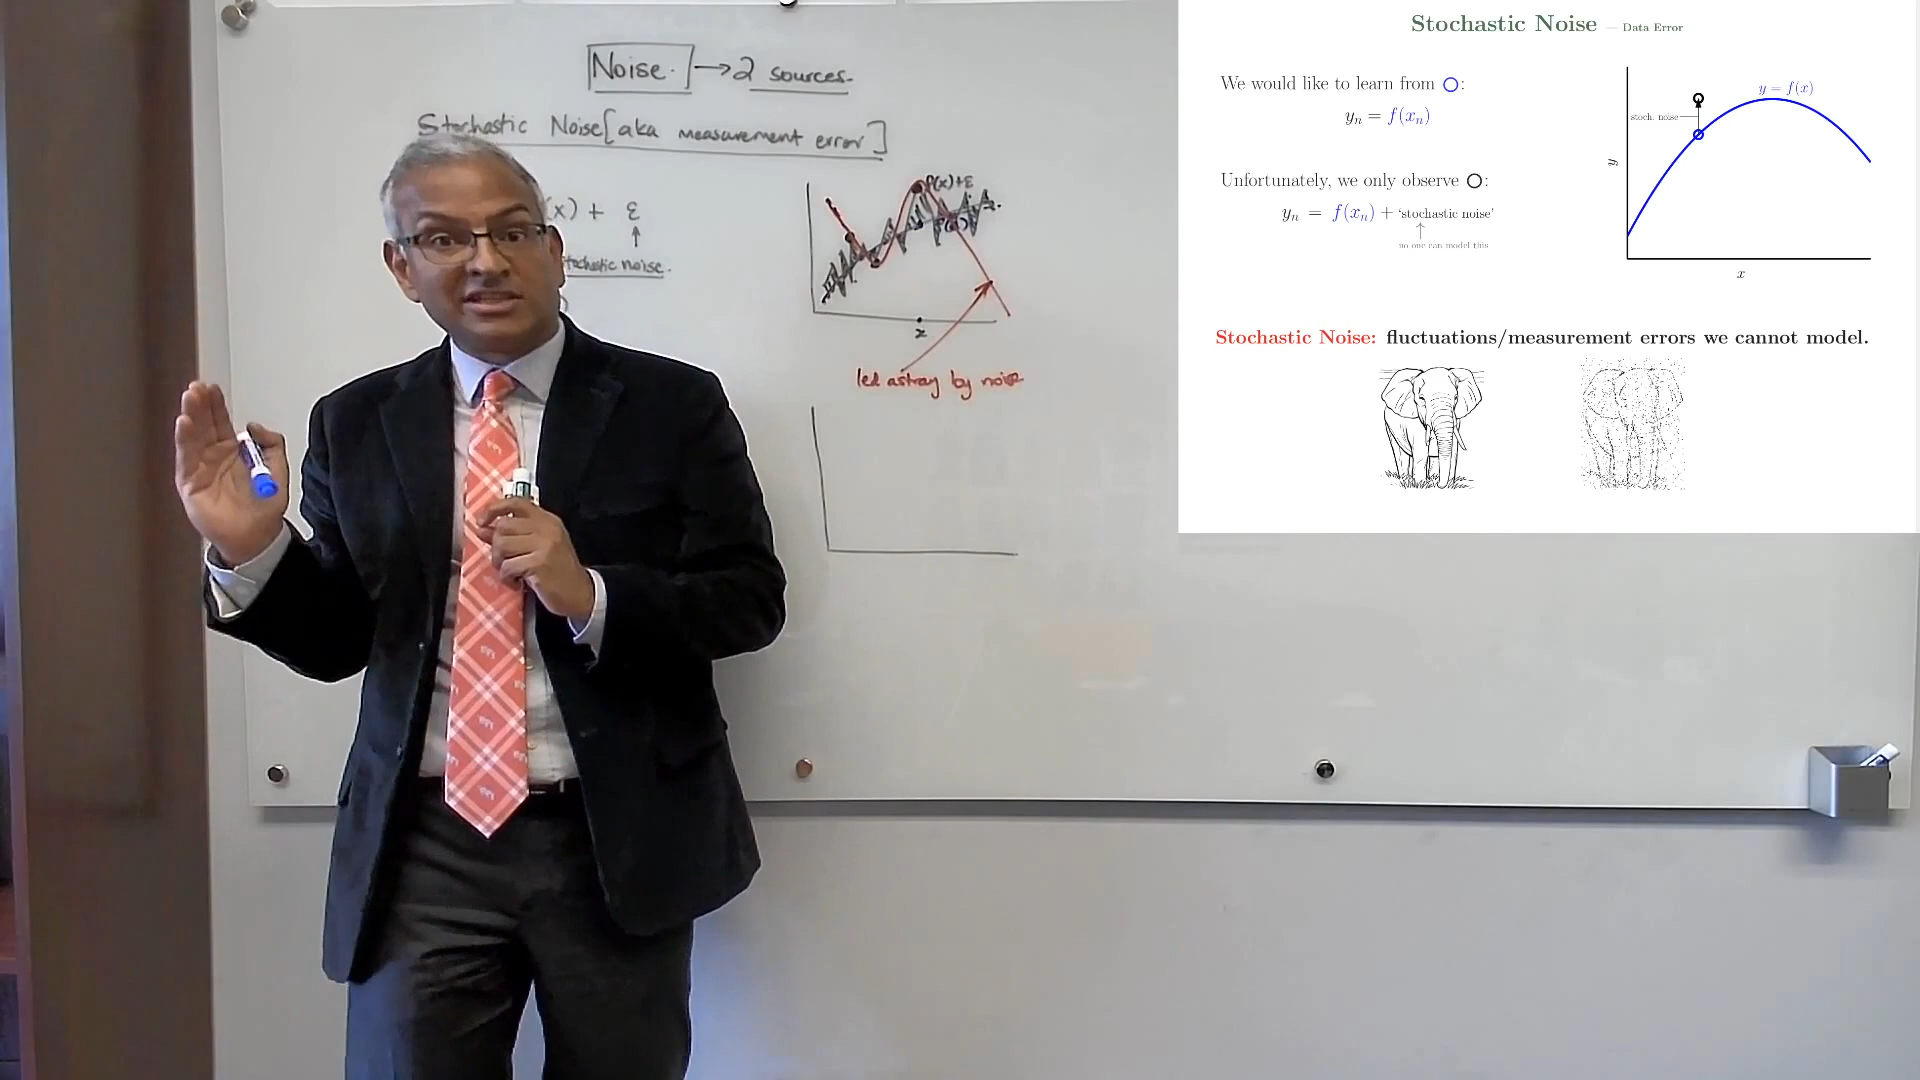 Noise. → 2 sources.
Stochastic Noise [aka measurement error]
(x) + ε
stochastic noise.
f(x)+ε
f(x)
x
led astray by noise
Stochastic Noise — Data Error
We would like to learn from O:
yₙ = f(xₙ)
Unfortunately, we only observe O:
yₙ = f(xₙ) + ‘stochastic noise’
↑
no one can model this
y = f(x)
stoch. noise
y
x
Stochastic Noise: fluctuations/measurement errors we cannot model.